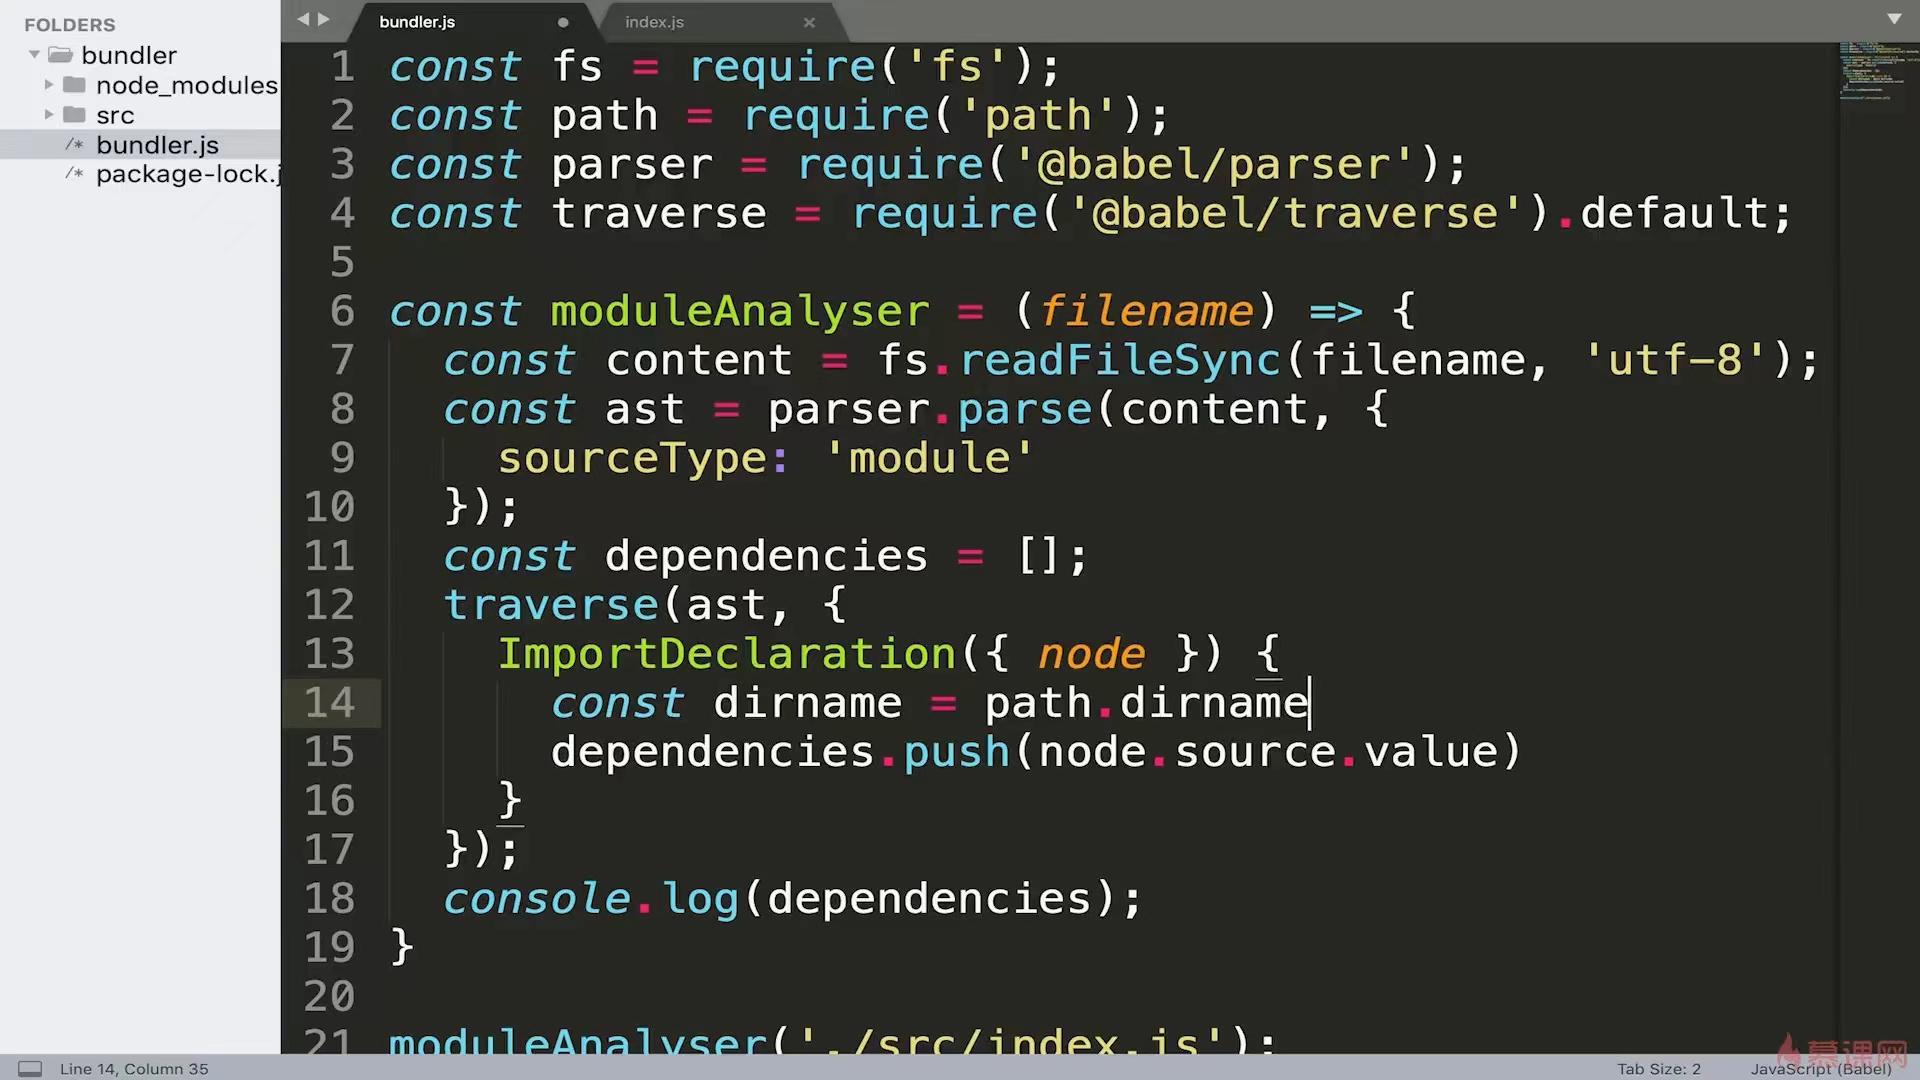 FOLDERS
bundler
node_modules
src
/* bundler.js
/* package-lock.j
bundler.js
index.js
1 const fs = require('fs');
2 const path = require('path');
3 const parser = require('@babel/parser');
4 const traverse = require('@babel/traverse').default;
5
6 const moduleAnalyser = (filename) => {
7 const content = fs.readFileSync(filename, 'utf-8');
8 const ast = parser.parse(content, {
9 sourceType: 'module'
10 });
11 const dependencies = [];
12 traverse(ast, {
13 ImportDeclaration({ node }) {
14 const dirname = path.dirname
15 dependencies.push(node.source.value)
16 }
17 });
18 console.log(dependencies);
19 }
20
21 moduleAnalyser('./src/index.js');
Line 14, Column 35
Tab Size: 2
JavaScript (Babel)
慕课网